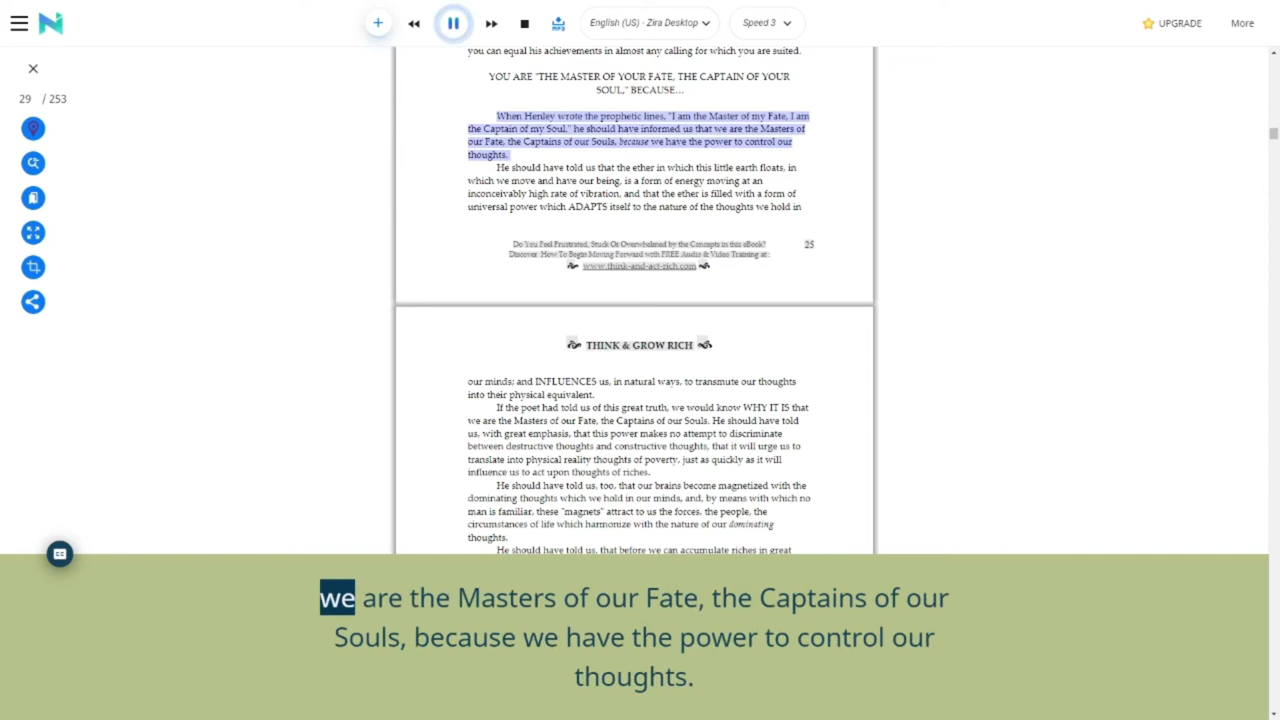 English (US) - Zira Desktop
Speed 3
UPGRADE
More
MP3
29 / 253
you can equal his achievements in almost any calling for which you are suited.
YOU ARE "THE MASTER OF YOUR FATE, THE CAPTAIN OF YOUR
SOUL," BECAUSE...
When Henley wrote the prophetic lines, "I am the Master of my Fate, I am
the Captain of my Soul," he should have informed us that we are the Masters of
our Fate, the Captains of our Souls, because we have the power to control our
thoughts.
He should have told us that the ether in which this little earth floats, in
which we move and have our being, is a form of energy moving at an
inconceivably high rate of vibration, and that the ether is filled with a form of
universal power which ADAPTS itself to the nature of the thoughts we hold in
Do You Feel Frustrated, Stuck Or Overwhelmed by the Concepts in this eBook?
25
Discover: How To Begin Moving Forward with FREE Audio & Video Training at :
www.think-and-act-rich.com
THINK & GROW RICH
our minds; and INFLUENCES us, in natural ways, to transmute our thoughts
into their physical equivalent.
If the poet had told us of this great truth, we would know WHY IT IS that
we are the Masters of our Fate, the Captains of our Souls. He should have told
us, with great emphasis, that this power makes no attempt to discriminate
between destructive thoughts and constructive thoughts, that it will urge us to
translate into physical reality thoughts of poverty, just as quickly as it will
influence us to act upon thoughts of riches.
He should have told us, too, that our brains become magnetized with the
dominating thoughts which we hold in our minds, and, by means with which no
man is familiar, these "magnets" attract to us the forces, the people, the
circumstances of life which harmonize with the nature of our dominating
thoughts.
He should have told us, that before we can accumulate riches in great
CC
we are the Masters of our Fate, the Captains of our
Souls, because we have the power to control our
thoughts.